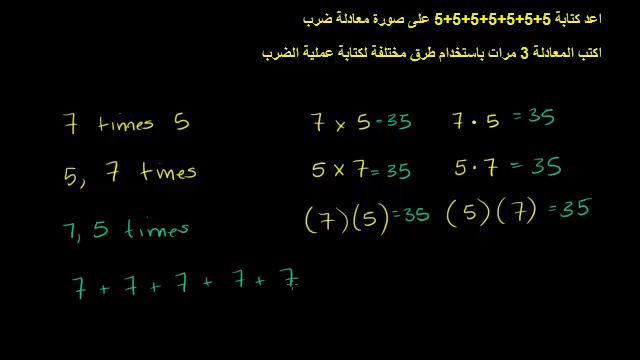 اعد كتابة 5+5+5+5+5+5+5 على صورة معادلة ضرب
اكتب المعادلة 3 مرات باستخدام طرق مختلفة لكتابة عملية الضرب
7 times 5 7 x 5 = 35 7 · 5 = 35
5, 7 times 5 x 7 = 35 5 · 7 = 35
7, 5 times (7)(5) = 35 (5)(7) = 35
7 + 7 + 7 + 7 + 7